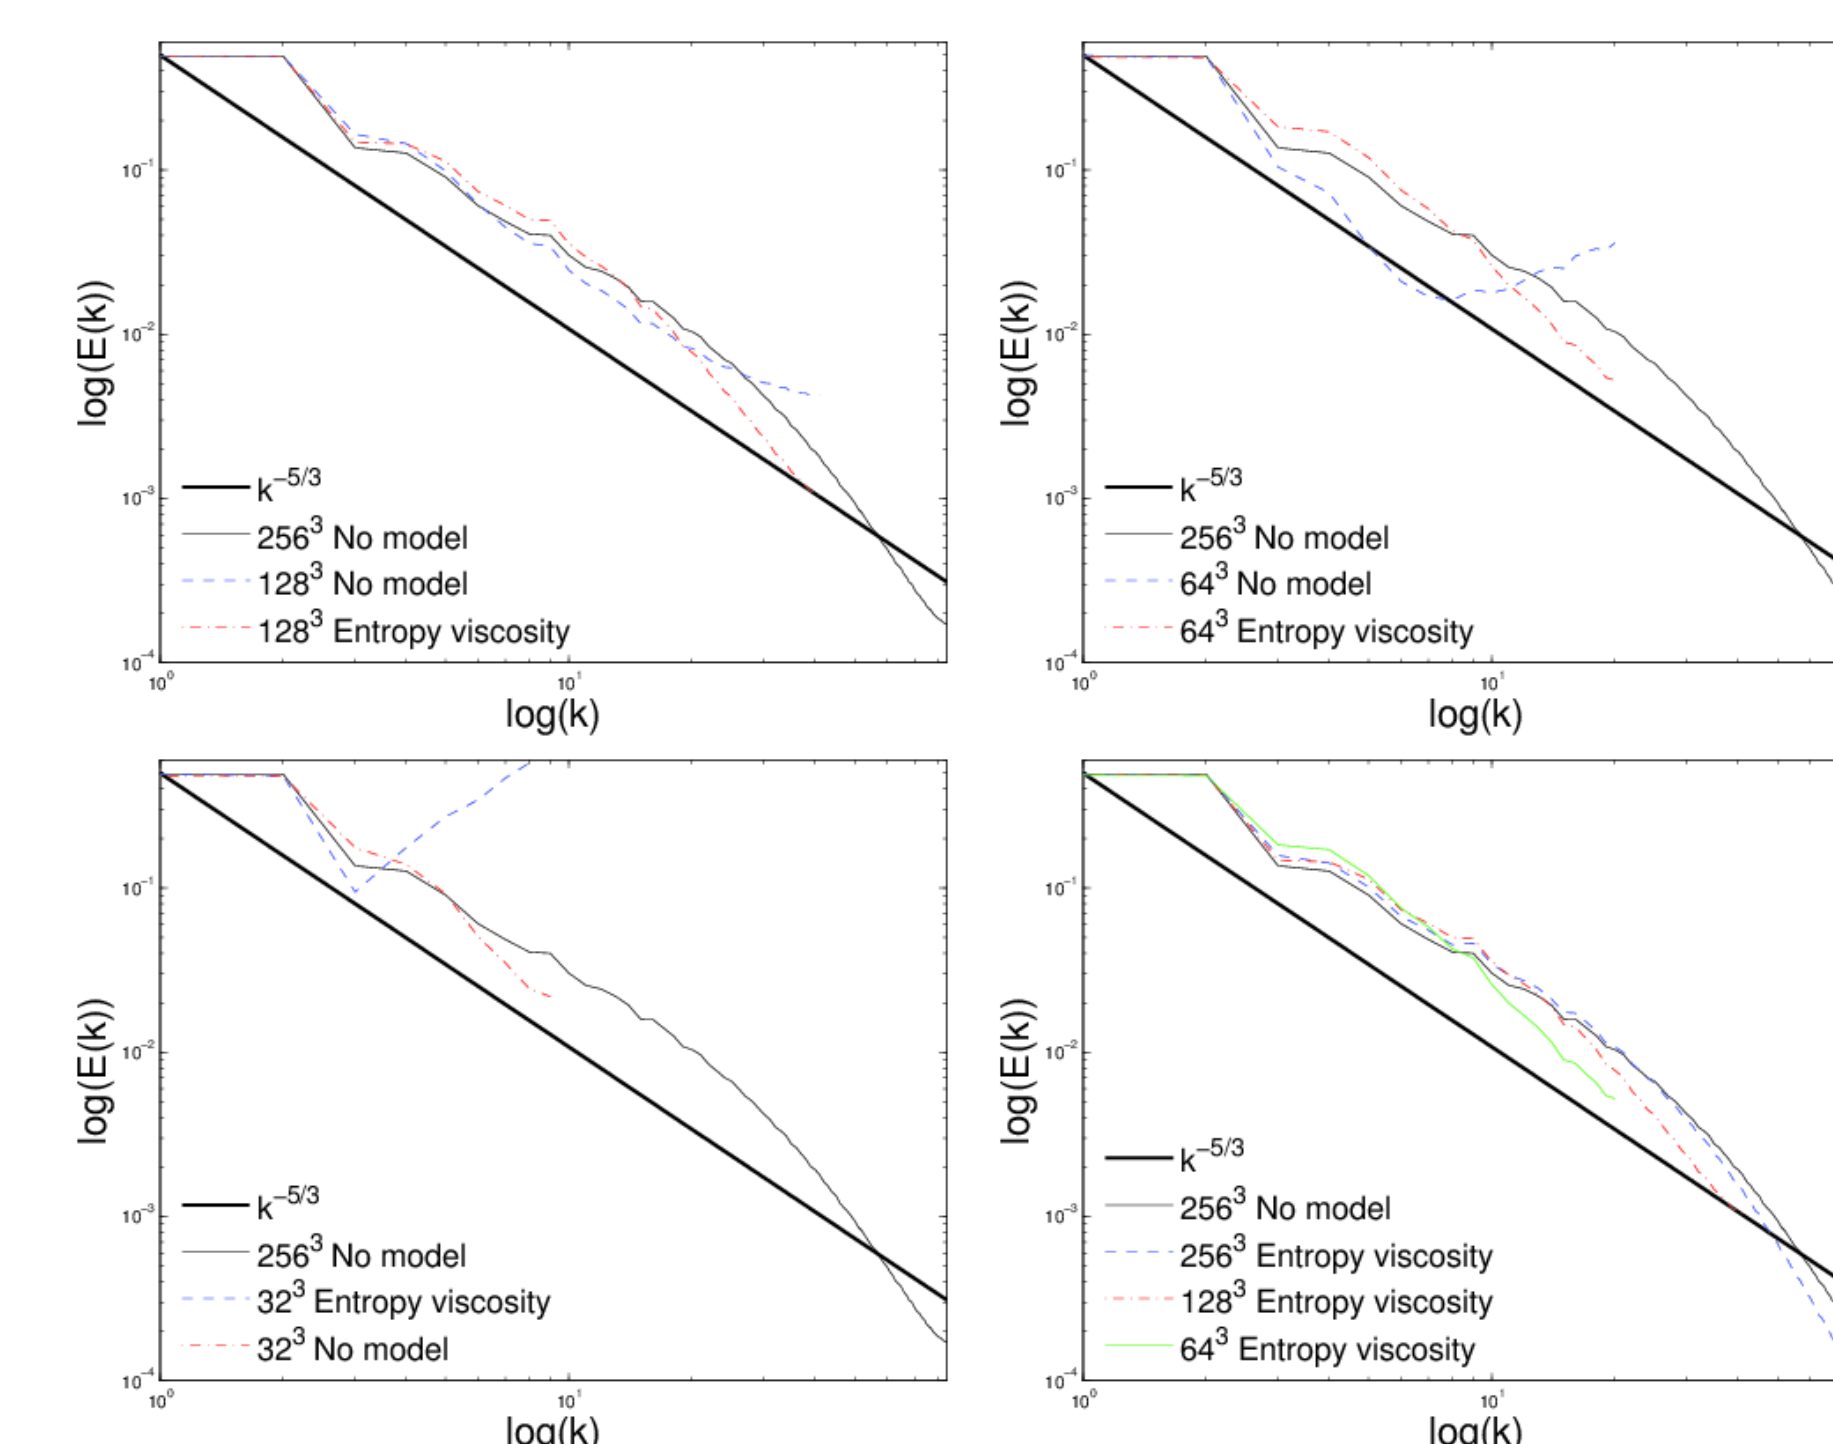 log(E(k))
10⁻¹
10⁻²
10⁻³
10⁻⁴
k⁻⁵/³
256³ No model
128³ No model
128³ Entropy viscosity
10⁰
10¹
log(k)
log(E(k))
10⁻¹
10⁻²
10⁻³
10⁻⁴
k⁻⁵/³
256³ No model
64³ No model
64³ Entropy viscosity
10⁰
10¹
log(k)
log(E(k))
10⁻¹
10⁻²
10⁻³
10⁻⁴
k⁻⁵/³
256³ No model
32³ Entropy viscosity
32³ No model
10⁰
10¹
log(k)
log(E(k))
10⁻¹
10⁻²
10⁻³
10⁻⁴
k⁻⁵/³
256³ No model
256³ Entropy viscosity
128³ Entropy viscosity
64³ Entropy viscosity
10⁰
10¹
log(k)